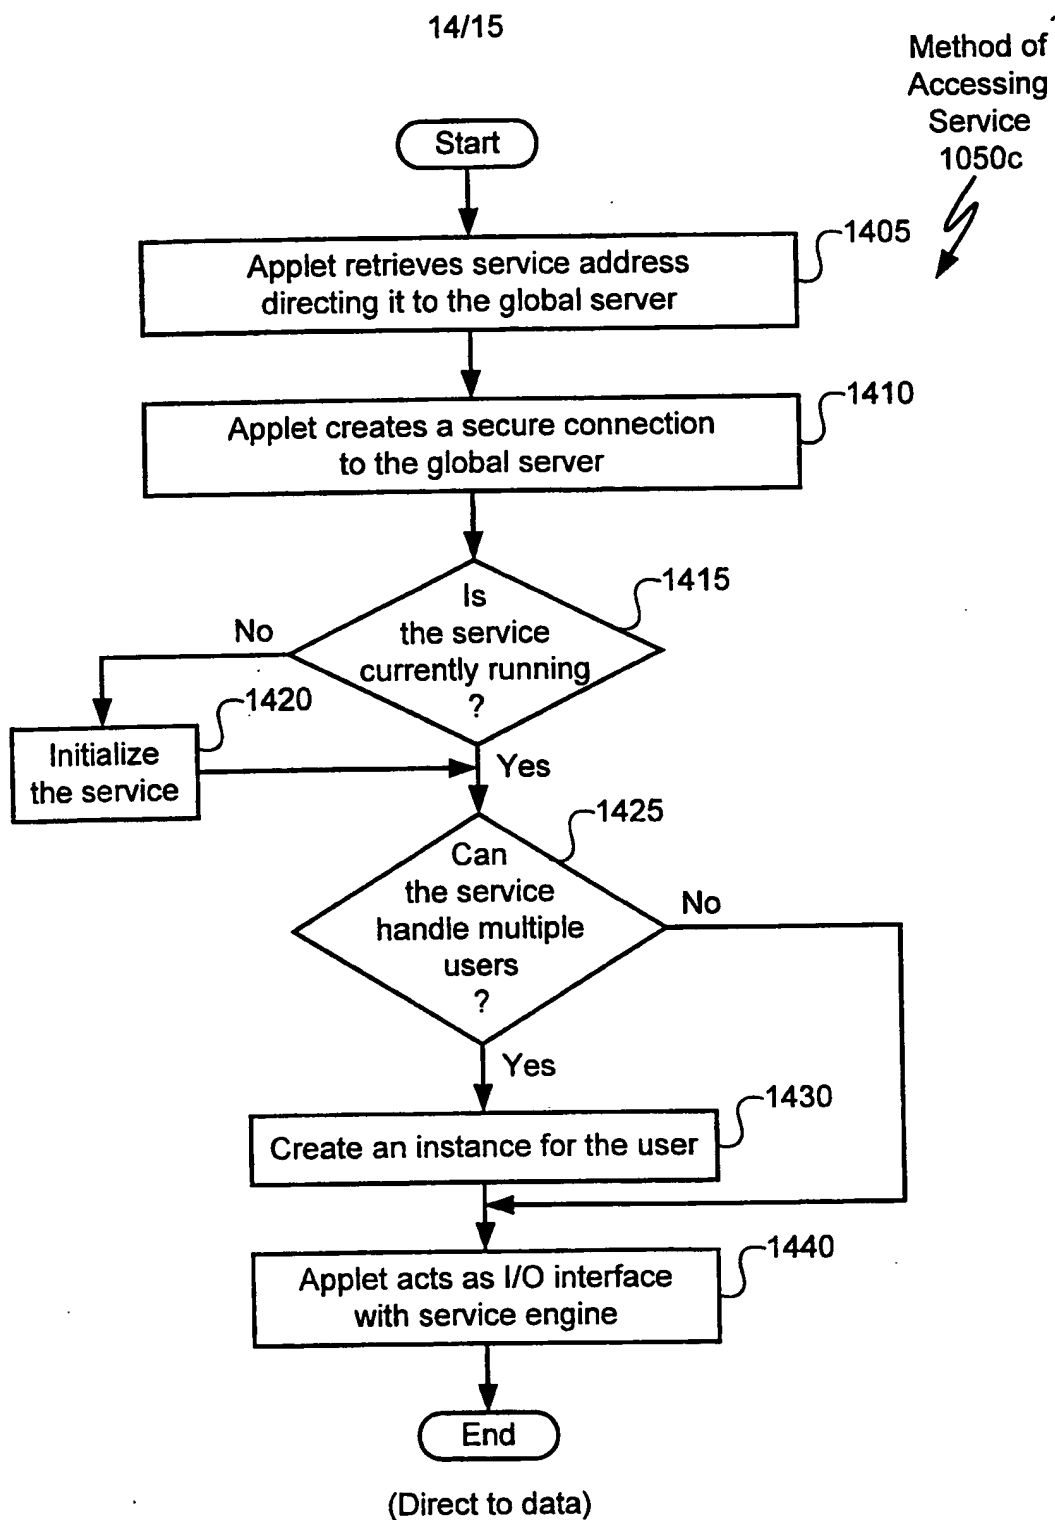 14/15
Method of
Accessing
Service
1050c
Start
1405
Applet retrieves service address
directing it to the global server
1410
Applet creates a secure connection
to the global server
1415
Is
the service
currently running
?
No
1420
Initialize
the service
Yes
1425
Can
the service
handle multiple
users
?
No
Yes
1430
Create an instance for the user
1440
Applet acts as I/O interface
with service engine
End
(Direct to data)